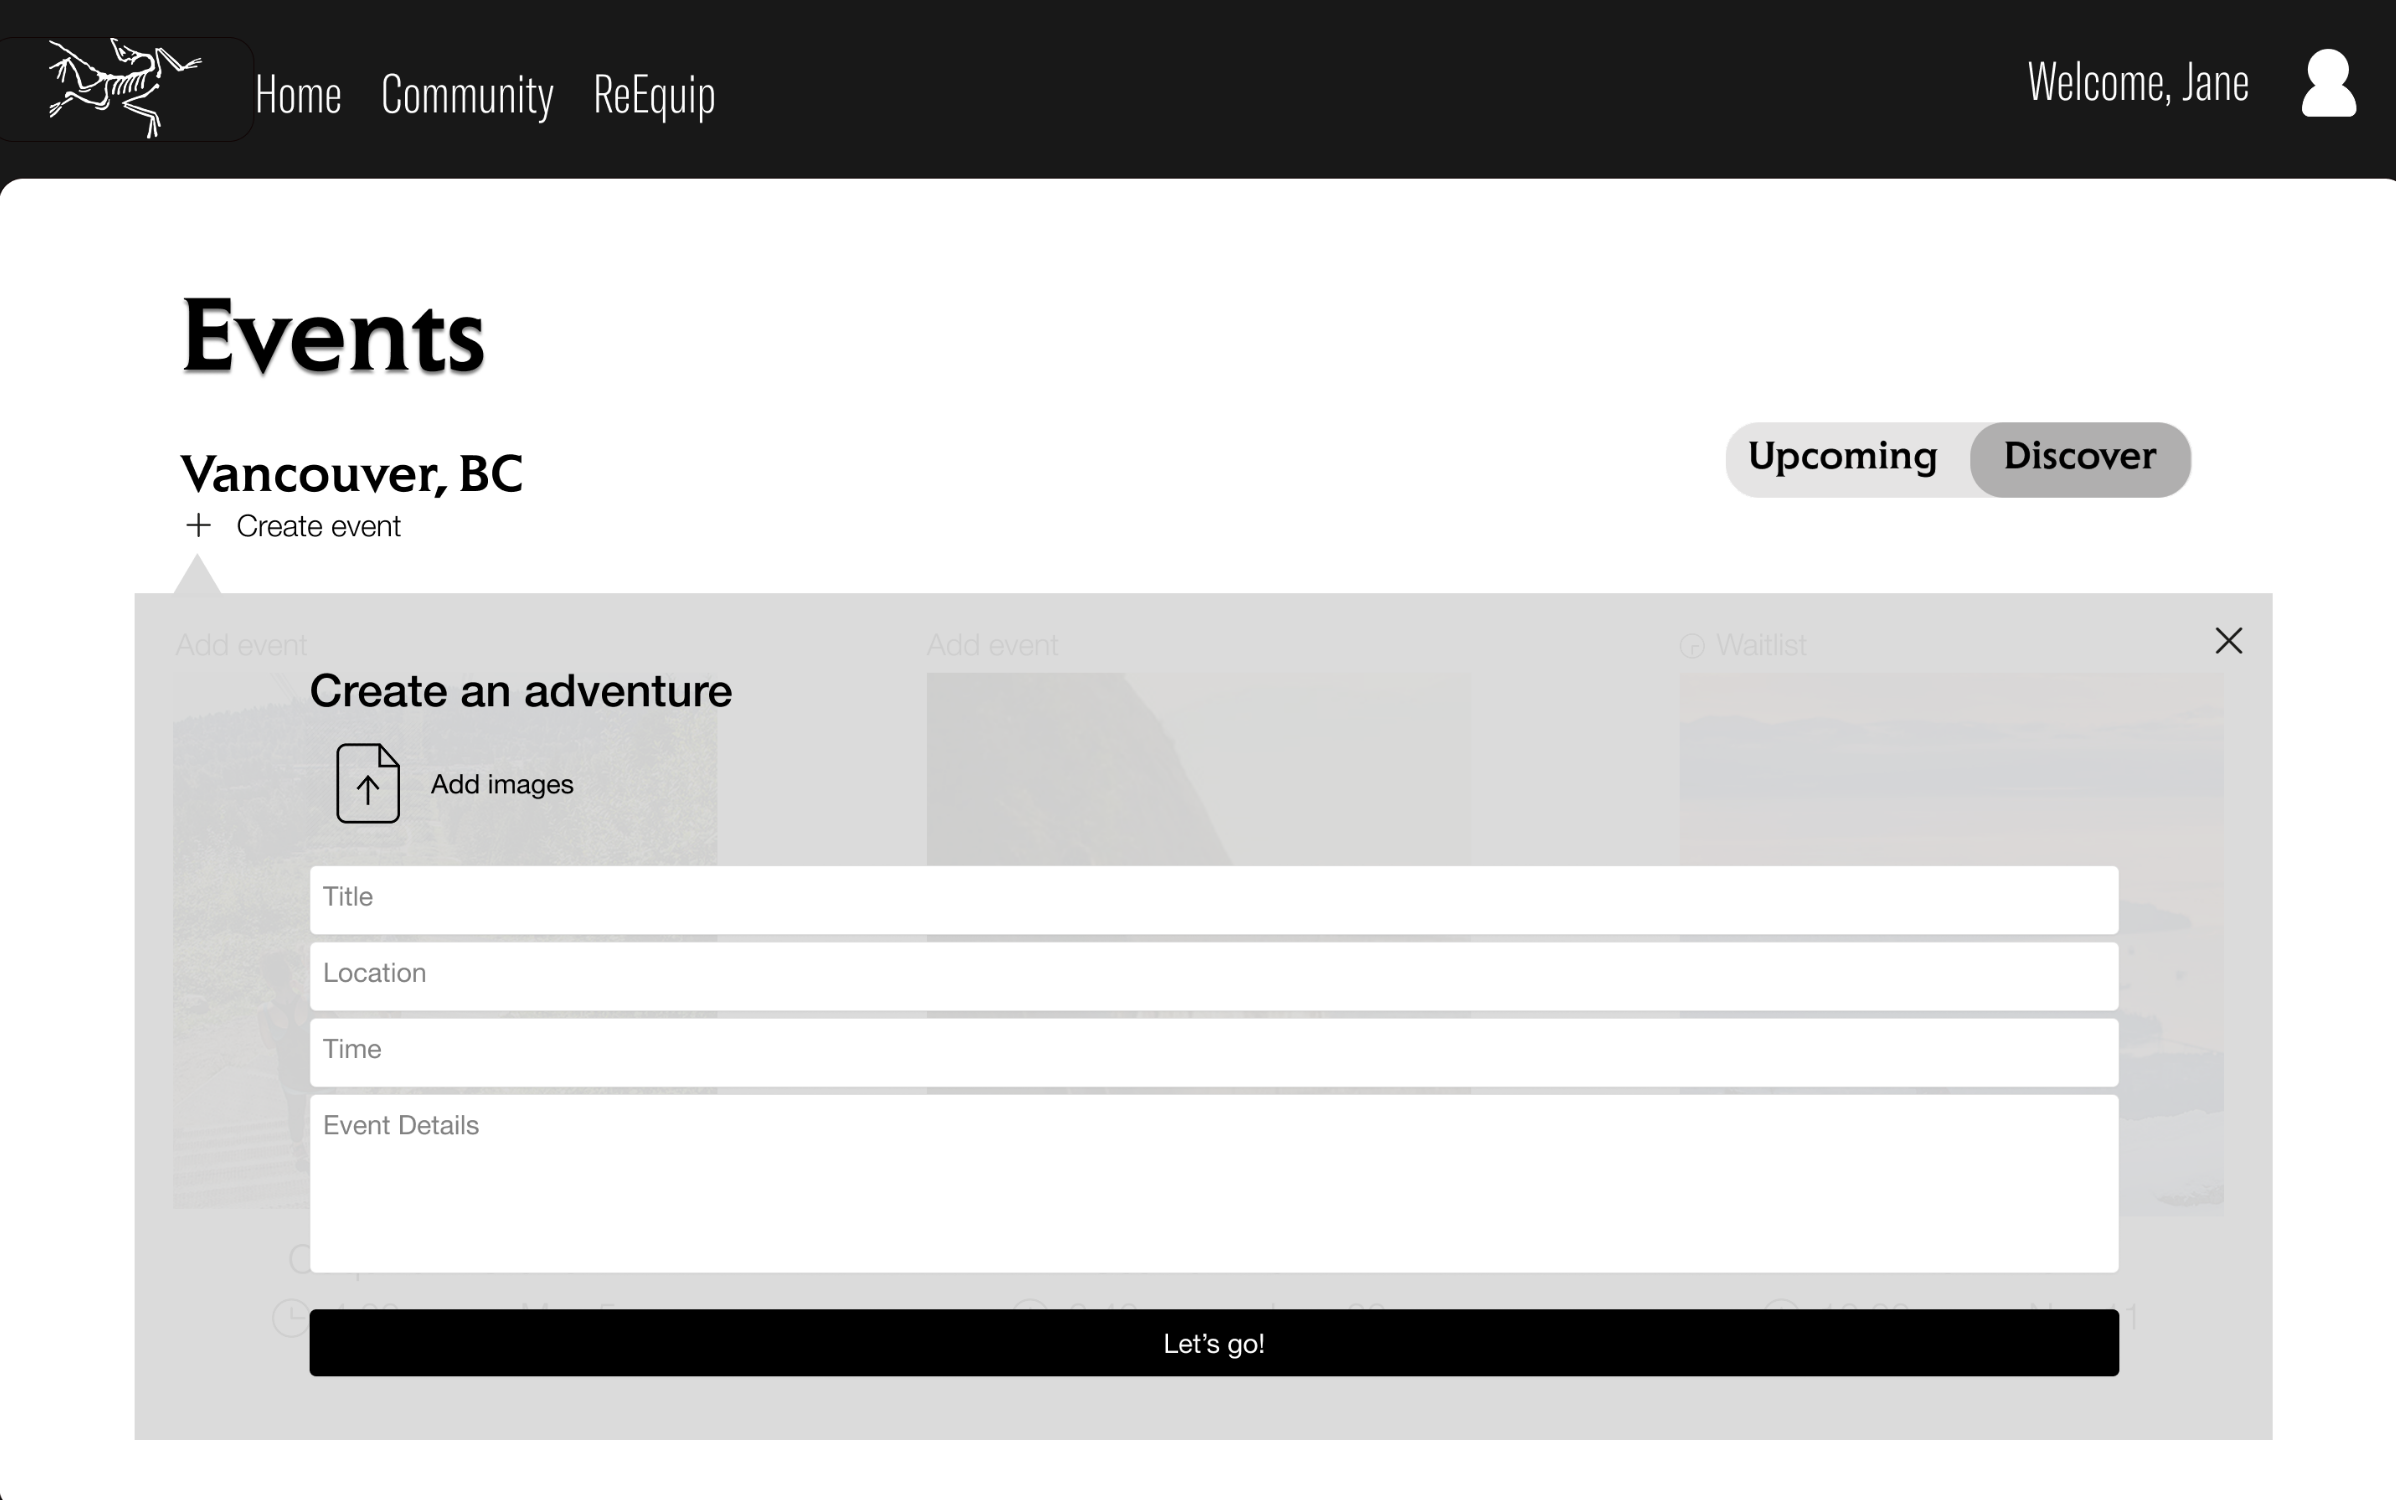 Home Community ReEquip
Welcome, Jane
Events
Vancouver, BC
Upcoming Discover
+ Create event
Add event
Add event
Waitlist
Create an adventure
Add images
Title
Location
Time
Event Details
Let's go!